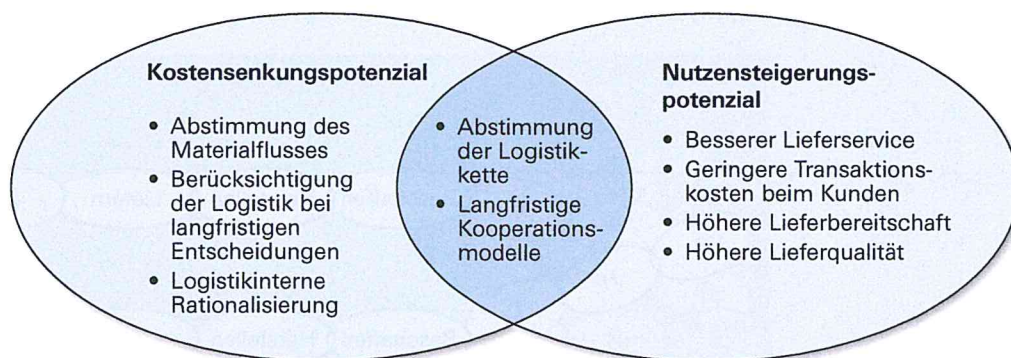 Kostensenkungspotenzial
• Abstimmung des
Materialflusses
• Berücksichtigung
der Logistik bei
langfristigen
Entscheidungen
• Logistikinterne
Rationalisierung
• Abstimmung
der Logistik-
kette
• Langfristige
Kooperations-
modelle
Nutzensteigerungs-
potenzial
• Besserer Lieferservice
• Geringere Transaktions-
kosten beim Kunden
• Höhere Lieferbereitschaft
• Höhere Lieferqualität